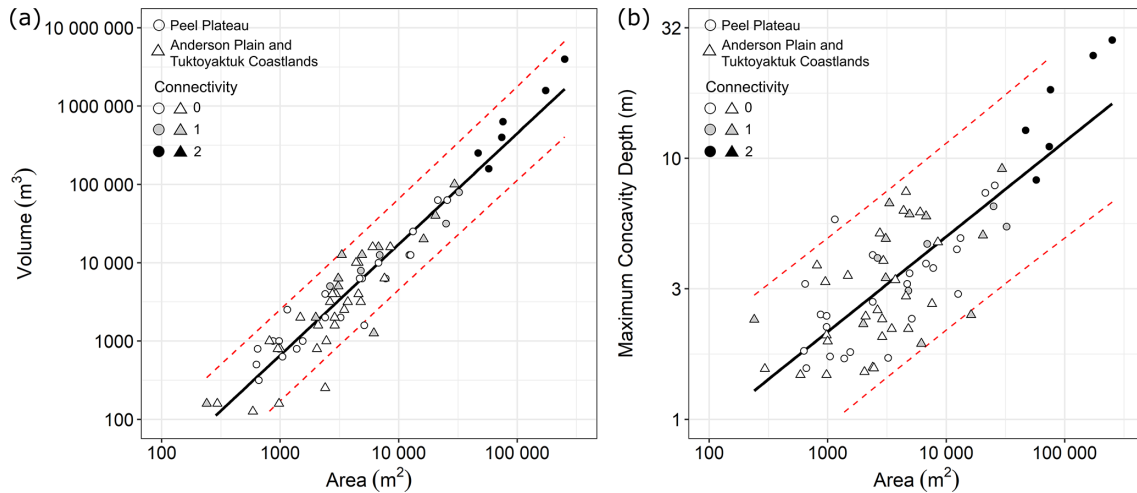 (a)
Peel Plateau
Anderson Plain and
Tuktoyaktuk Coastlands
Connectivity
0
1
2
10 000 000
1 000 000
100 000
10 000
1000
100
Volume (m³)
100
1000
10 000
100 000
Area (m²)
(b)
Peel Plateau
Anderson Plain and
Tuktoyaktuk Coastlands
Connectivity
0
1
2
32
10
3
1
Maximum Concavity Depth (m)
100
1000
10 000
100 000
Area (m²)